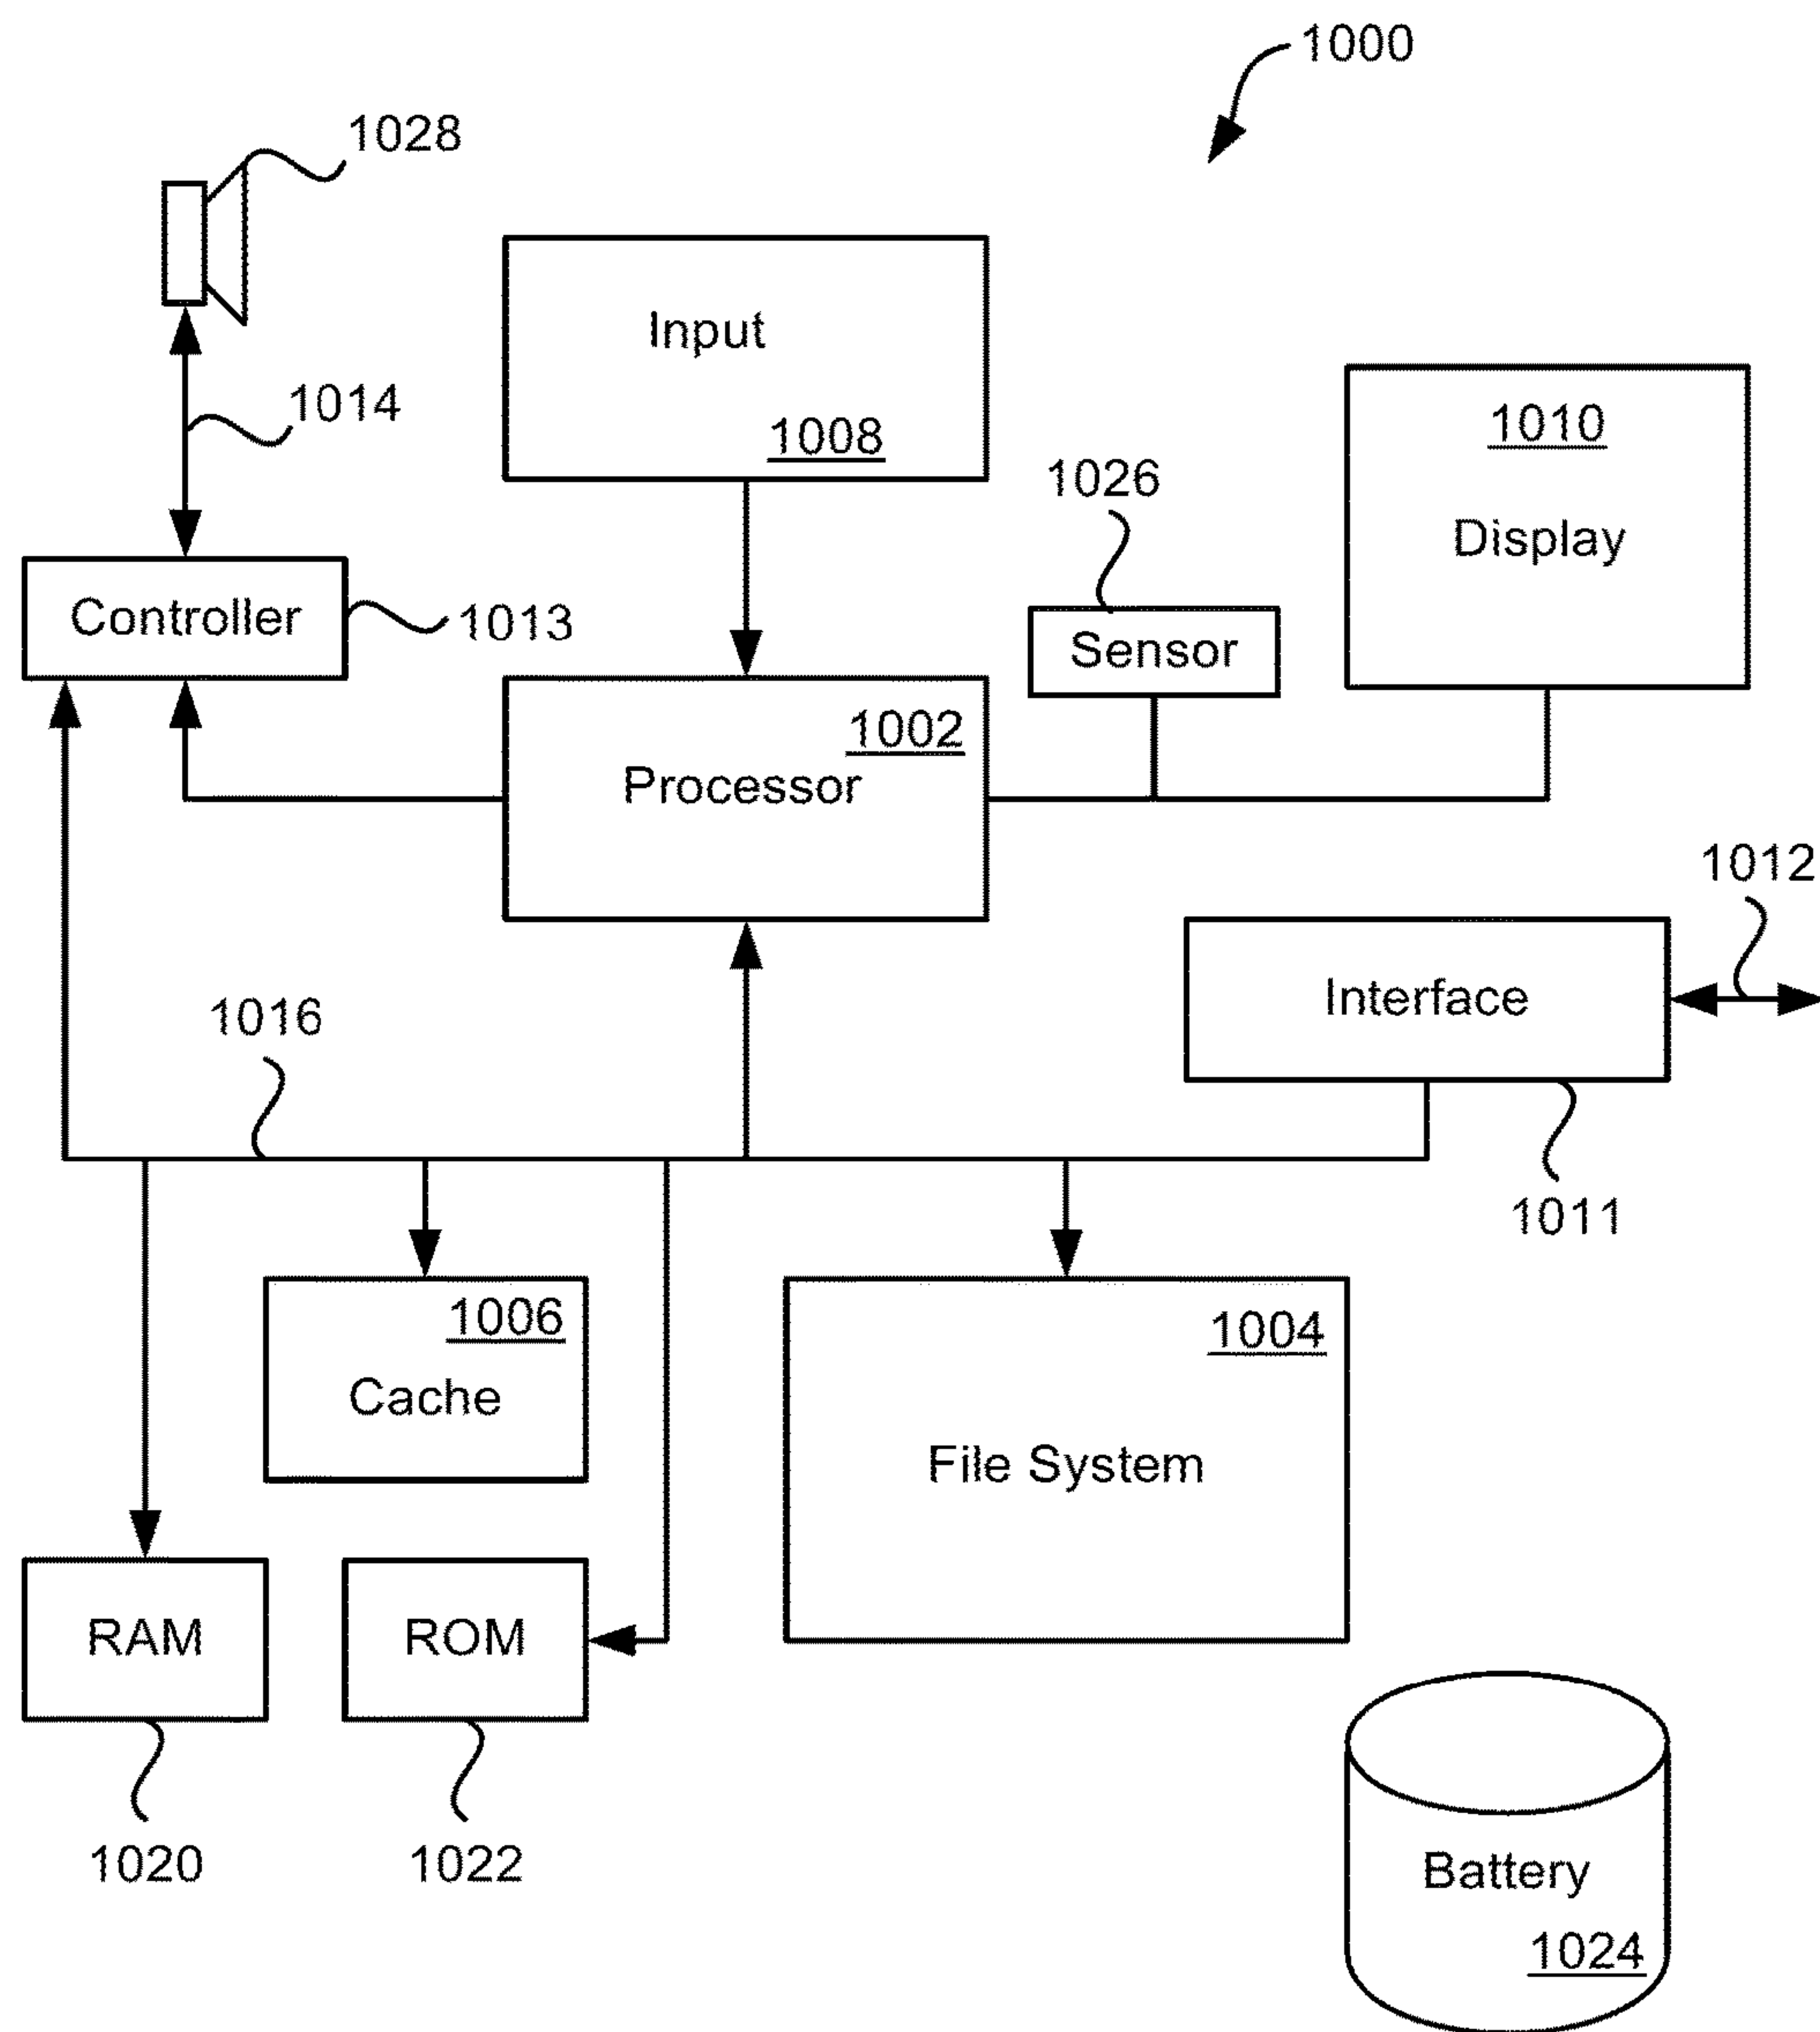 1000
1028
Input
1008
1014
1010
Display
1026
Sensor
Controller
1013
1002
Processor
1012
Interface
1016
1011
1006
Cache
1004
File System
RAM
ROM
1020
1022
Battery
1024